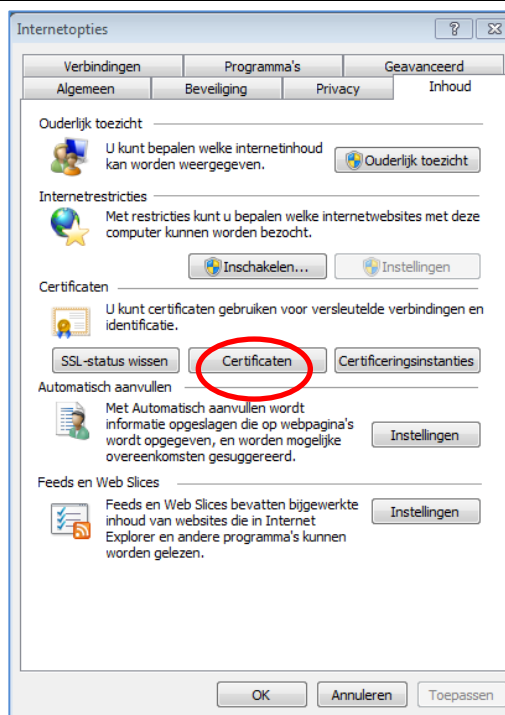 Internetopties
Verbindingen Programma's Geavanceerd
Algemeen Beveiliging Privacy Inhoud
Ouderlijk toezicht
U kunt bepalen welke internetinhoud
kan worden weergegeven.
Ouderlijk toezicht
Internetrestricties
Met restricties kunt u bepalen welke internetwebsites met deze
computer kunnen worden bezocht.
Inschakelen... Instellingen
Certificaten
U kunt certificaten gebruiken voor versleutelde verbindingen en
identificatie.
SSL-status wissen Certificaten Certificeringsinstanties
Automatisch aanvullen
Met Automatisch aanvullen wordt
informatie opgeslagen die op webpagina's
wordt opgegeven, en worden mogelijke
overeenkomsten gesuggereerd.
Instellingen
Feeds en Web Slices
Feeds en Web Slices bevatten bijgewerkte
inhoud van websites die in Internet
Explorer en andere programma's kunnen
worden gelezen.
Instellingen
OK Annuleren Toepassen